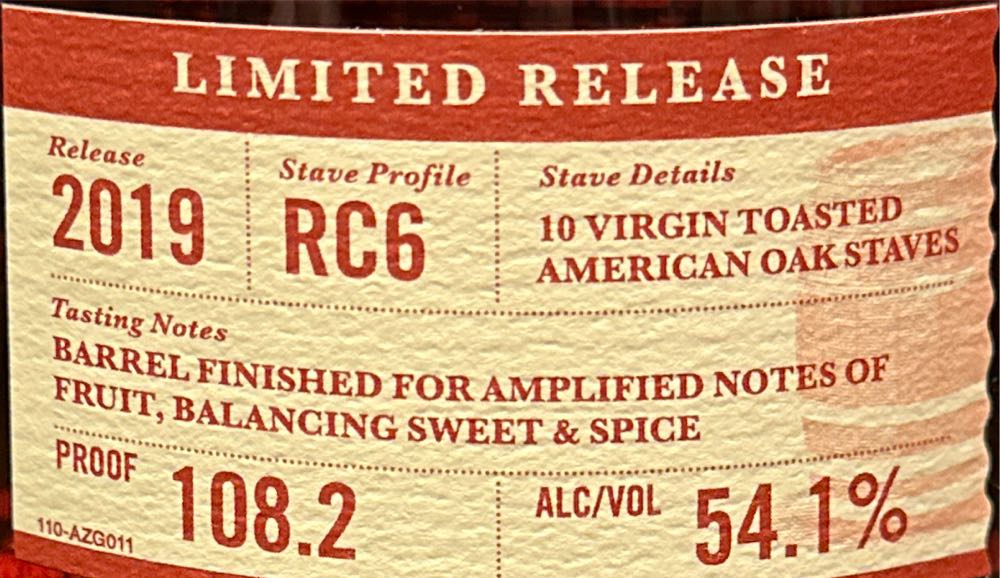 LIMITED RELEASE
Release
2019
Stave Profile
RC6
Stave Details
10 VIRGIN TOASTED
AMERICAN OAK STAVES
Tasting Notes
BARREL FINISHED FOR AMPLIFIED NOTES OF
FRUIT, BALANCING SWEET & SPICE
PROOF 108.2
ALC/VOL 54.1%
110-AZG011